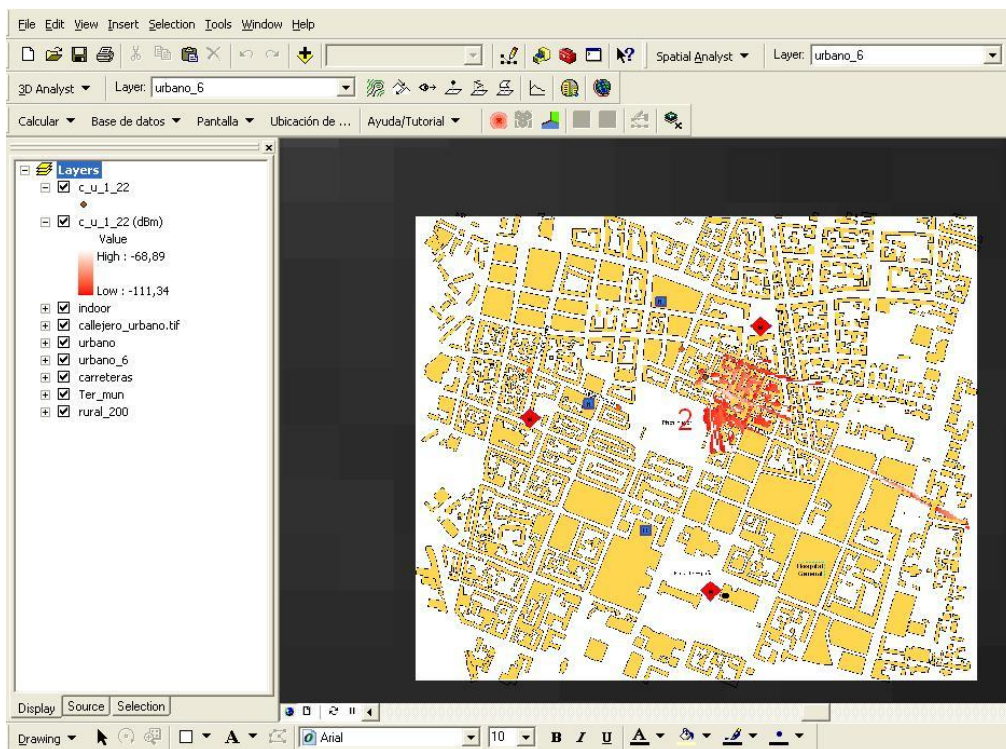 File Edit View Insert Selection Tools Window Help
Spatial Analyst Layer: urbano_6
3D Analyst Layer: urbano_6
Calcular Base de datos Pantalla Ubicación de ... Ayuda/Tutorial
Layers
c_u_1_22
c_u_1_22 (dBm)
Value
High : -68,89
Low : -111,34
indoor
callejero_urbano.tif
urbano
urbano_6
carreteras
Ter_mun
rural_200
2
Hospital
General
Display Source Selection
Drawing A Arial 10 B I U A